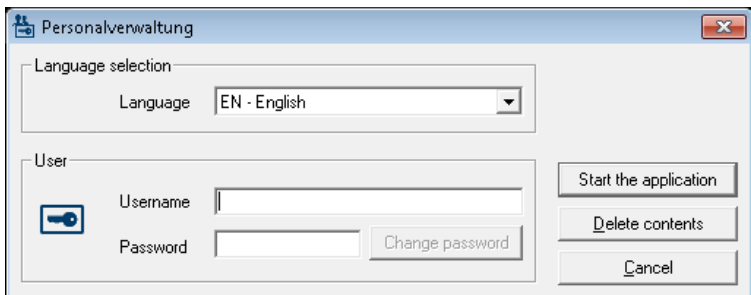 Personalverwaltung
Language selection
Language EN - English
User
Username
Password Change password
Start the application
Delete contents
Cancel